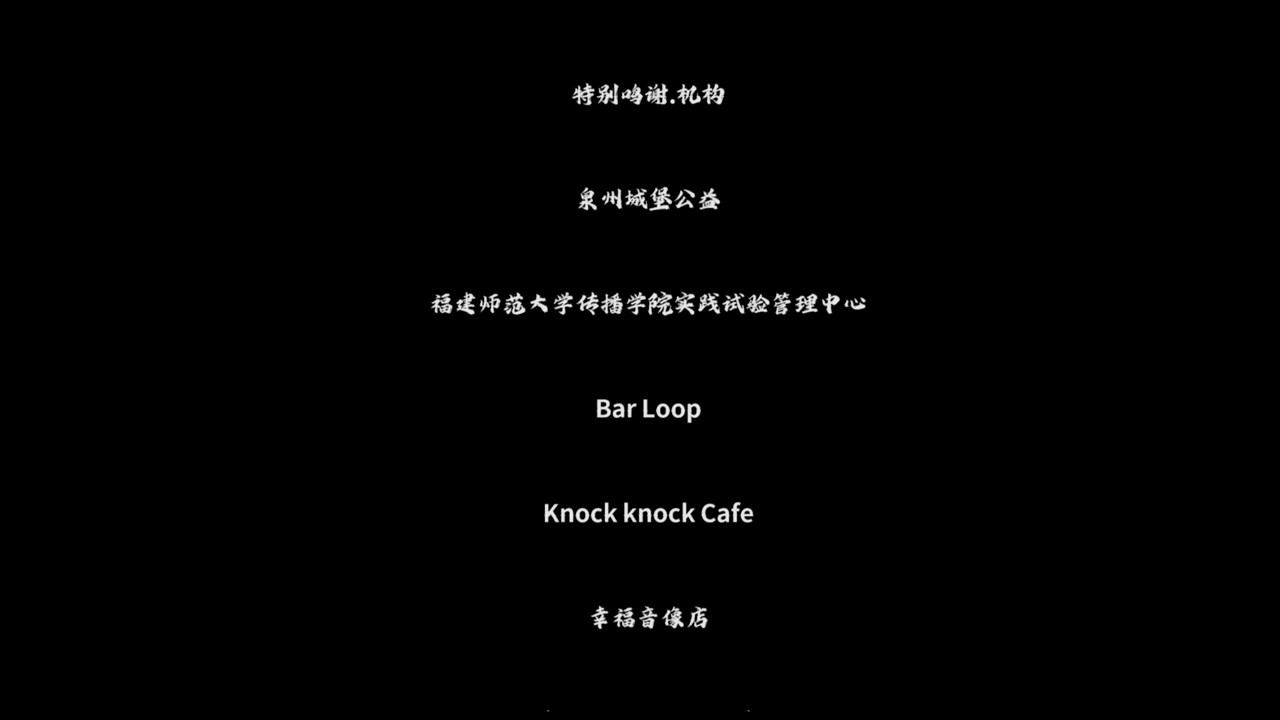 特别鸣谢.机构
泉州城堡公益
福建师范大学传播学院实践试验管理中心
Bar Loop
Knock knock Cafe
幸福音像店